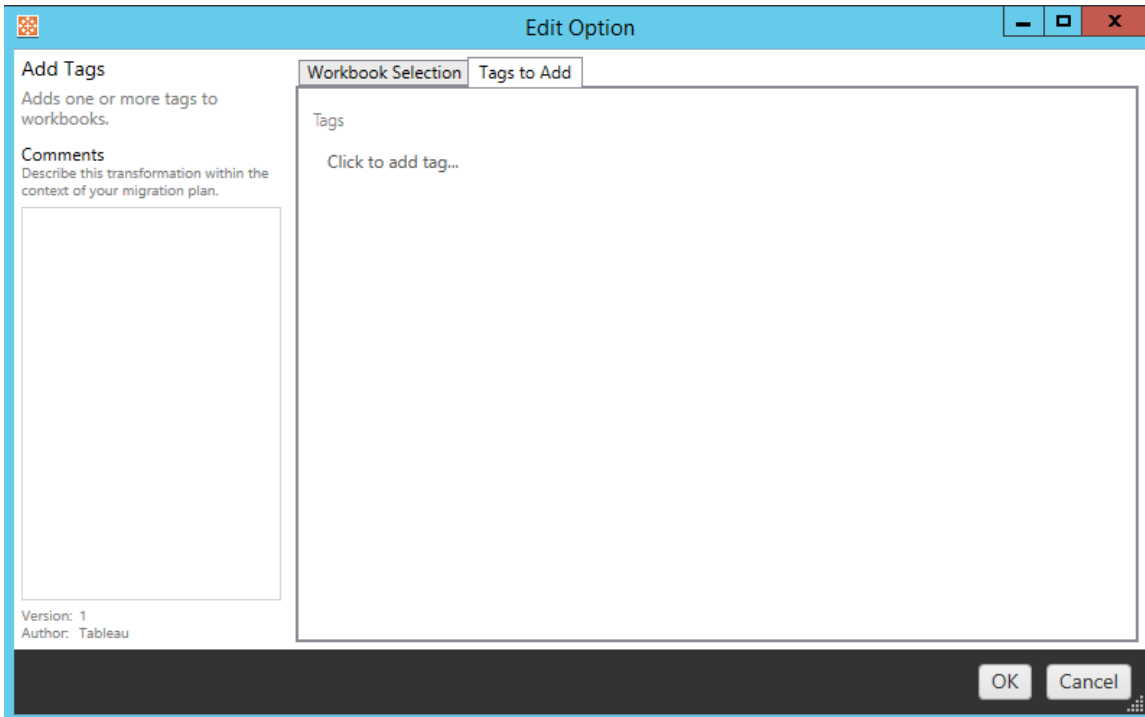 Edit Option
x
Add Tags
Adds one or more tags to
workbooks.
Comments
Describe this transformation within the
context of your migration plan.
Version: 1
Author: Tableau
Workbook Selection
Tags to Add
Tags
Click to add tag...
OK
Cancel